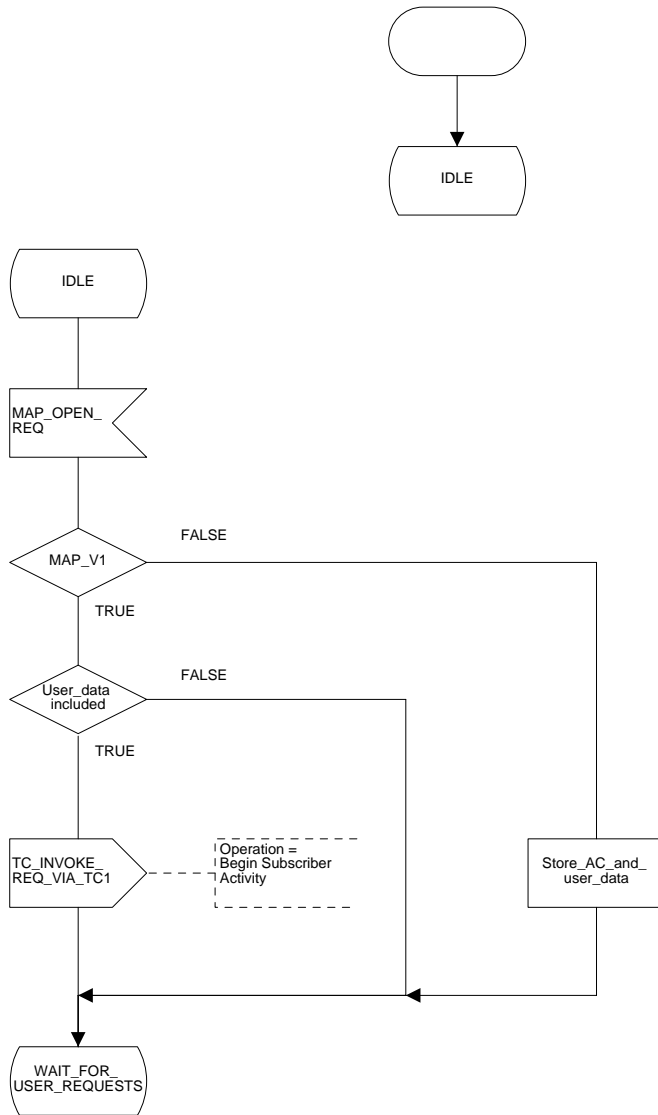 IDLE
IDLE
MAP_OPEN_
REQ
FALSE
MAP_V1
TRUE
FALSE
User_data
included
TRUE
TC_INVOKE_
REQ_VIA_TC1
Operation =
Begin Subscriber
Activity
Store_AC_and_
user_data
WAIT_FOR_
USER_REQUESTS